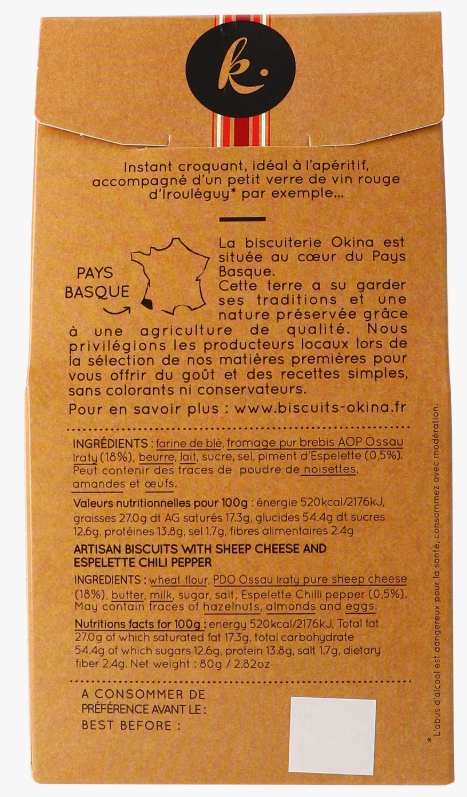 k.
Instant croquant, idéal à l'apéritif,
accompagné d'un petit verre de vin rouge
d'Irouléguy* par exemple...
PAYS
BASQUE
La biscuiterie Okina est
située au cœur du Pays
Basque.
Cette terre a su garder
ses traditions et une
nature préservée grâce
à une agriculture de qualité. Nous
privilégions les producteurs locaux lors de
la sélection de nos matières premières pour
vous offrir du goût et des recettes simples,
sans colorants ni conservateurs.
Pour en savoir plus : www.biscuits-okina.fr
INGRÉDIENTS : farine de blé, fromage pur brebis AOP Ossau
Iraty (18%), beurre, lait, sucre, sel, piment d'Espelette (0,5%).
Peut contenir des traces de poudre de noisettes,
amandes et œufs.
Valeurs nutritionnelles pour 100g : énergie 520kcal/2176kJ,
graisses 27.0g dt AG saturés 17.3g, glucides 54.4g dt sucres
12.6g, protéines 13.8g, sel 1.7g, fibres alimentaires 2.4g
ARTISAN BISCUITS WITH SHEEP CHEESE AND
ESPELETTE CHILI PEPPER
INGREDIENTS : wheat flour, PDO Ossau Iraty pure sheep cheese
(18%), butter, milk, sugar, salt, Espelette Chilli pepper (0,5%).
May contain traces of hazelnuts, almonds and eggs.
Nutritions facts for 100g : energy 520kcal/2176kJ, Total fat
27.0g of which saturated fat 17.3g, total carbohydrate
54.4g of which sugars 12.6g, protein 13.8g, salt 1.7g, dietary
fiber 2.4g. Net weight : 80g / 2.82oz
A CONSOMMER DE
PRÉFÉRENCE AVANT LE :
BEST BEFORE :
* L'abus d'alcool est dangereux pour la santé, consommez avec modération.